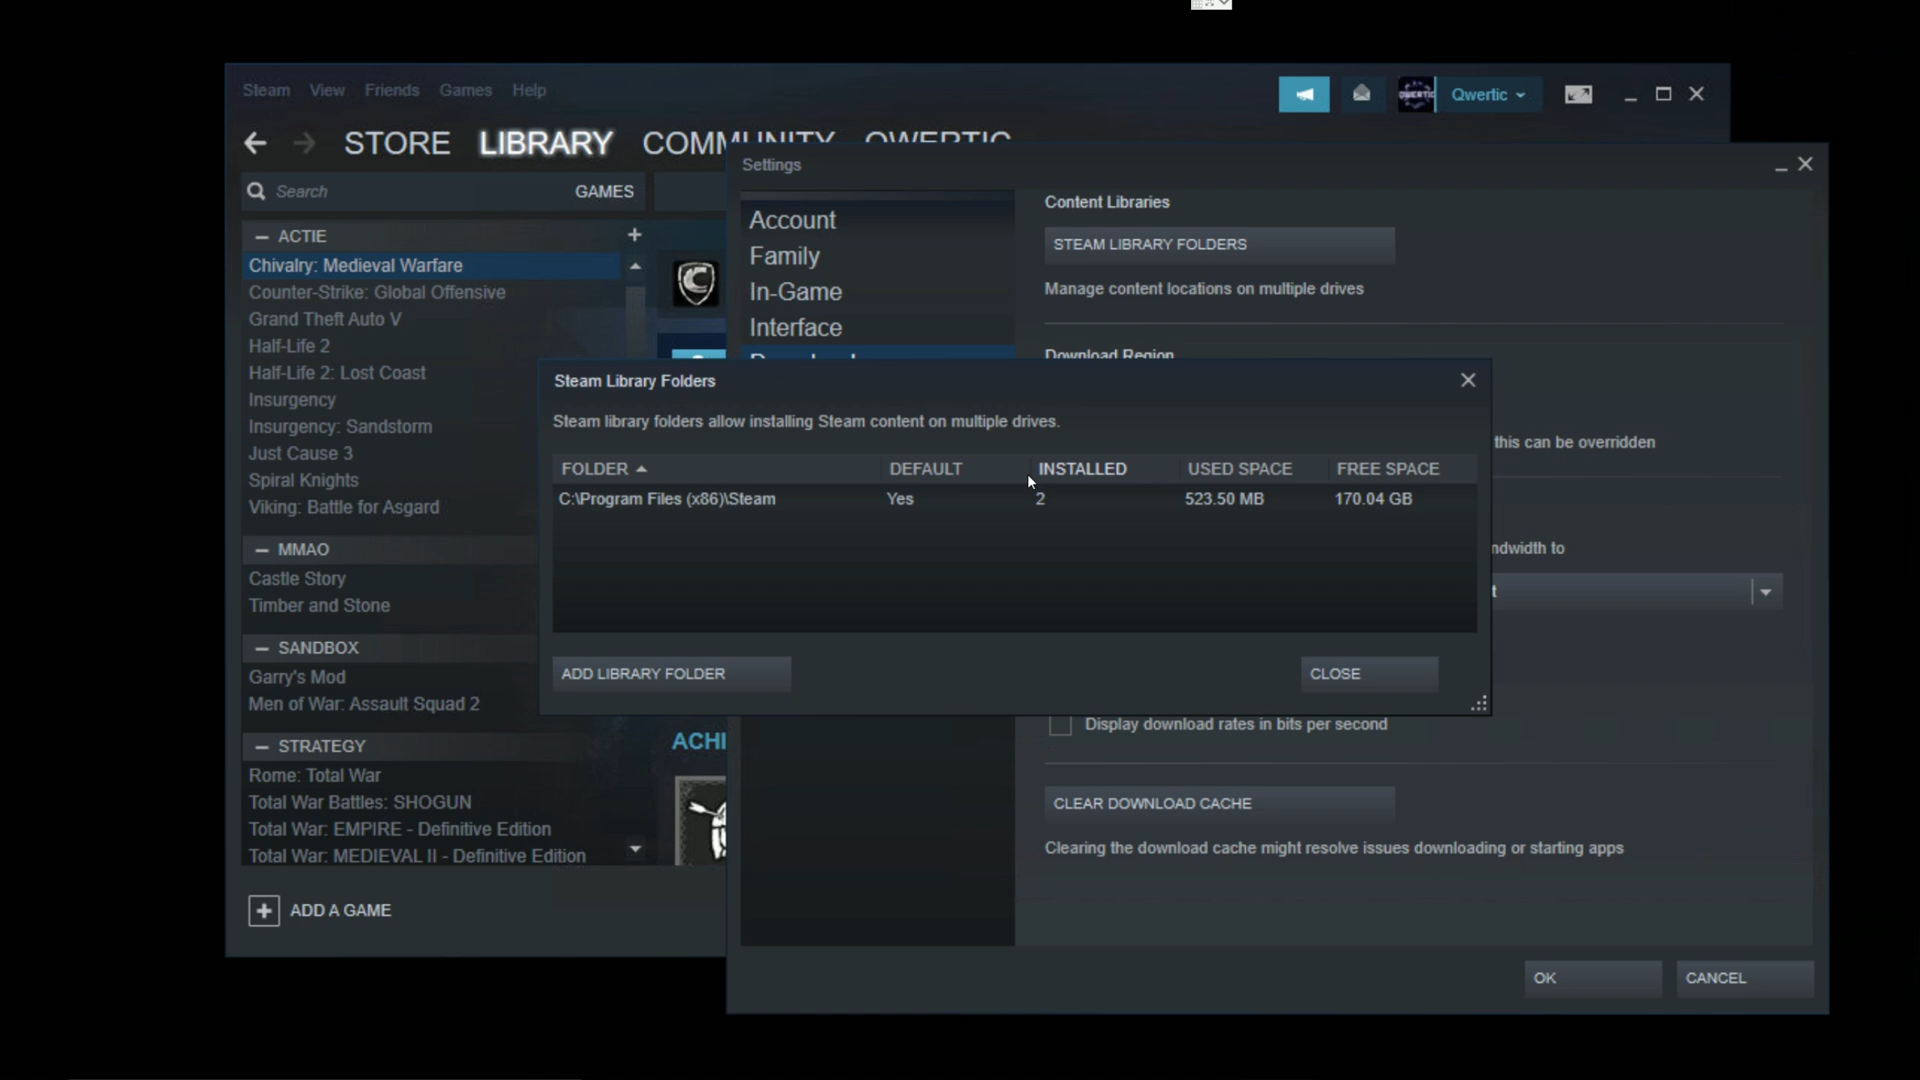 Steam View Friends Games Help
Qwertic
STORE LIBRARY COMMUNITY QWERTIC
Search GAMES
— ACTIE +
Chivalry: Medieval Warfare
Counter-Strike: Global Offensive
Grand Theft Auto V
Half-Life 2
Half-Life 2: Lost Coast
Insurgency
Insurgency: Sandstorm
Just Cause 3
Spiral Knights
Viking: Battle for Asgard
— MMAO
Castle Story
Timber and Stone
— SANDBOX
Garry's Mod
Men of War: Assault Squad 2
— STRATEGY
Rome: Total War
Total War Battles: SHOGUN
Total War: EMPIRE - Definitive Edition
Total War: MEDIEVAL II - Definitive Edition
+ ADD A GAME
ACHI
Settings
Account
Family
In-Game
Interface
Content Libraries
STEAM LIBRARY FOLDERS
Manage content locations on multiple drives
Download Region
this can be overridden
ndwidth to
t
Steam Library Folders
Steam library folders allow installing Steam content on multiple drives.
FOLDER DEFAULT INSTALLED USED SPACE FREE SPACE
C:\Program Files (x86)\Steam Yes 2 523.50 MB 170.04 GB
ADD LIBRARY FOLDER CLOSE
Display download rates in bits per second
CLEAR DOWNLOAD CACHE
Clearing the download cache might resolve issues downloading or starting apps
OK CANCEL